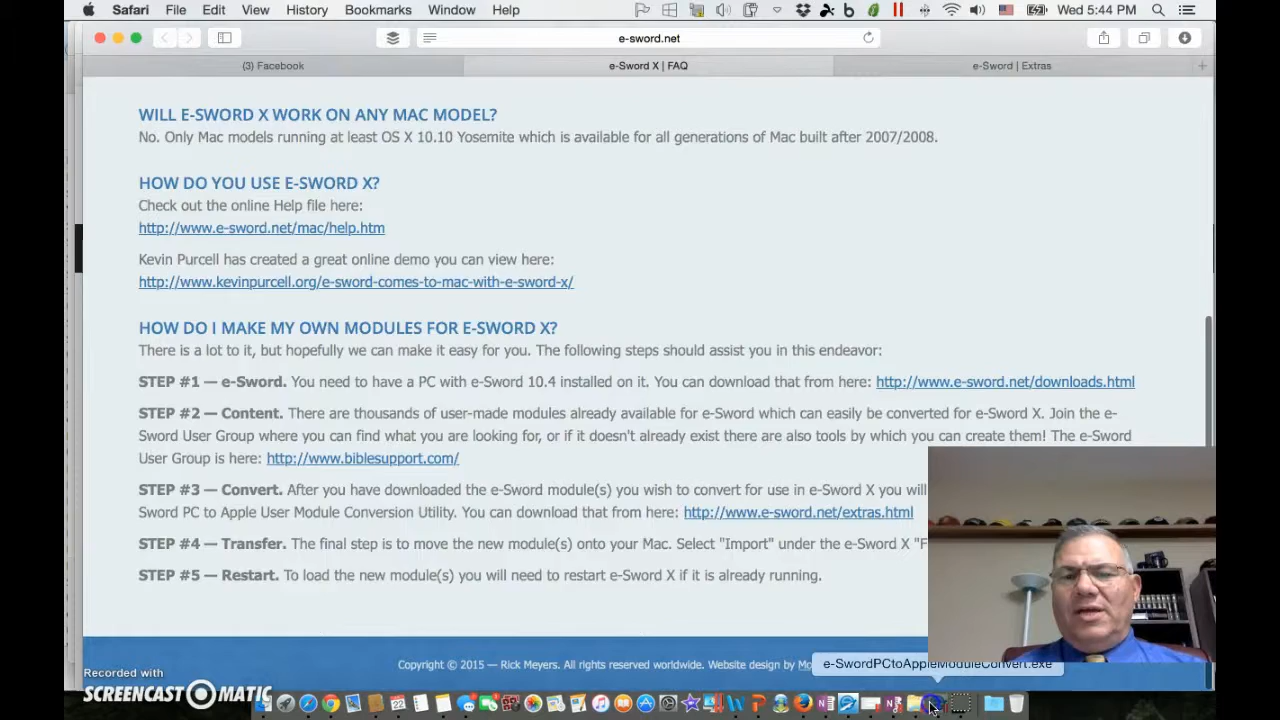 Safari File Edit View History Bookmarks Window Help Wed 5:44 PM
e-sword.net
(3) Facebook e-Sword X | FAQ e-Sword | Extras
WILL E-SWORD X WORK ON ANY MAC MODEL?
No. Only Mac models running at least OS X 10.10 Yosemite which is available for all generations of Mac built after 2007/2008.
HOW DO YOU USE E-SWORD X?
Check out the online Help file here:
http://www.e-sword.net/mac/help.htm
Kevin Purcell has created a great online demo you can view here:
http://www.kevinpurcell.org/e-sword-comes-to-mac-with-e-sword-x/
HOW DO I MAKE MY OWN MODULES FOR E-SWORD X?
There is a lot to it, but hopefully we can make it easy for you. The following steps should assist you in this endeavor:
STEP #1 — e-Sword. You need to have a PC with e-Sword 10.4 installed on it. You can download that from here: http://www.e-sword.net/downloads.html
STEP #2 — Content. There are thousands of user-made modules already available for e-Sword which can easily be converted for e-Sword X. Join the e-
Sword User Group where you can find what you are looking for, or if it doesn't already exist there are also tools by which you can create them! The e-Sword
User Group is here: http://www.biblesupport.com/
STEP #3 — Convert. After you have downloaded the e-Sword module(s) you wish to convert for use in e-Sword X you will
Sword PC to Apple User Module Conversion Utility. You can download that from here: http://www.e-sword.net/extras.html
STEP #4 — Transfer. The final step is to move the new module(s) onto your Mac. Select "Import" under the e-Sword X "F
STEP #5 — Restart. To load the new module(s) you will need to restart e-Sword X if it is already running.
Copyright © 2015 — Rick Meyers. All rights reserved worldwide. Website design by Mo
e-SwordPCtoAppleModuleConvert.exe
Recorded with
SCREENCAST O MATIC
22